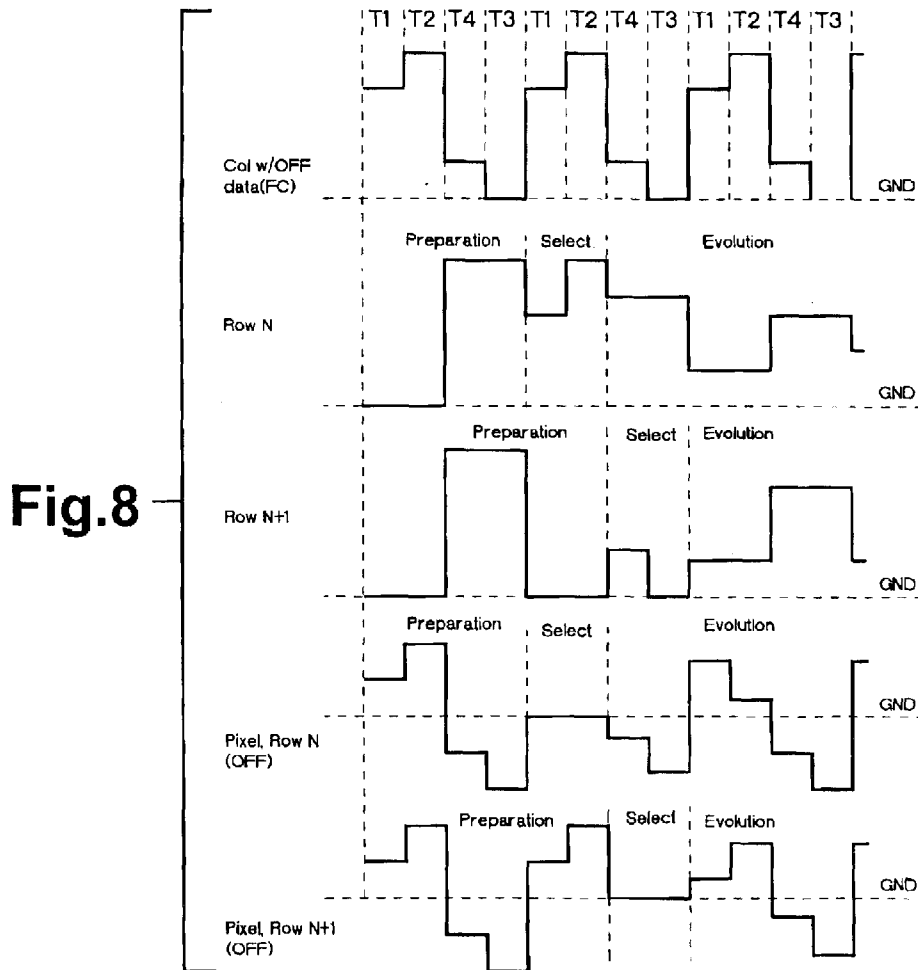 T1 T2 T4 T3 T1 T2 T4 T3 T1 T2 T4 T3
Col w/OFF
data(FC)
GND
Preparation Select Evolution
Row N
GND
Preparation Select Evolution
Fig.8
Row N+1
GND
Preparation Select Evolution
GND
Pixel, Row N
(OFF)
Preparation Select Evolution
GND
Pixel, Row N+1
(OFF)